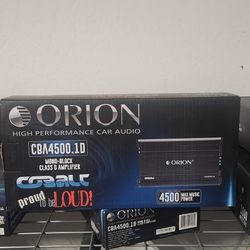 ORION
HIGH PERFORMANCE CAR AUDIO
CBA4500.1D
MONO-BLOCK
CLASS D AMPLIFIER
COBALT
Proud to be LOUD!
ORION
4500 MAX MUSIC POWER
ORION
CBA4500.1D